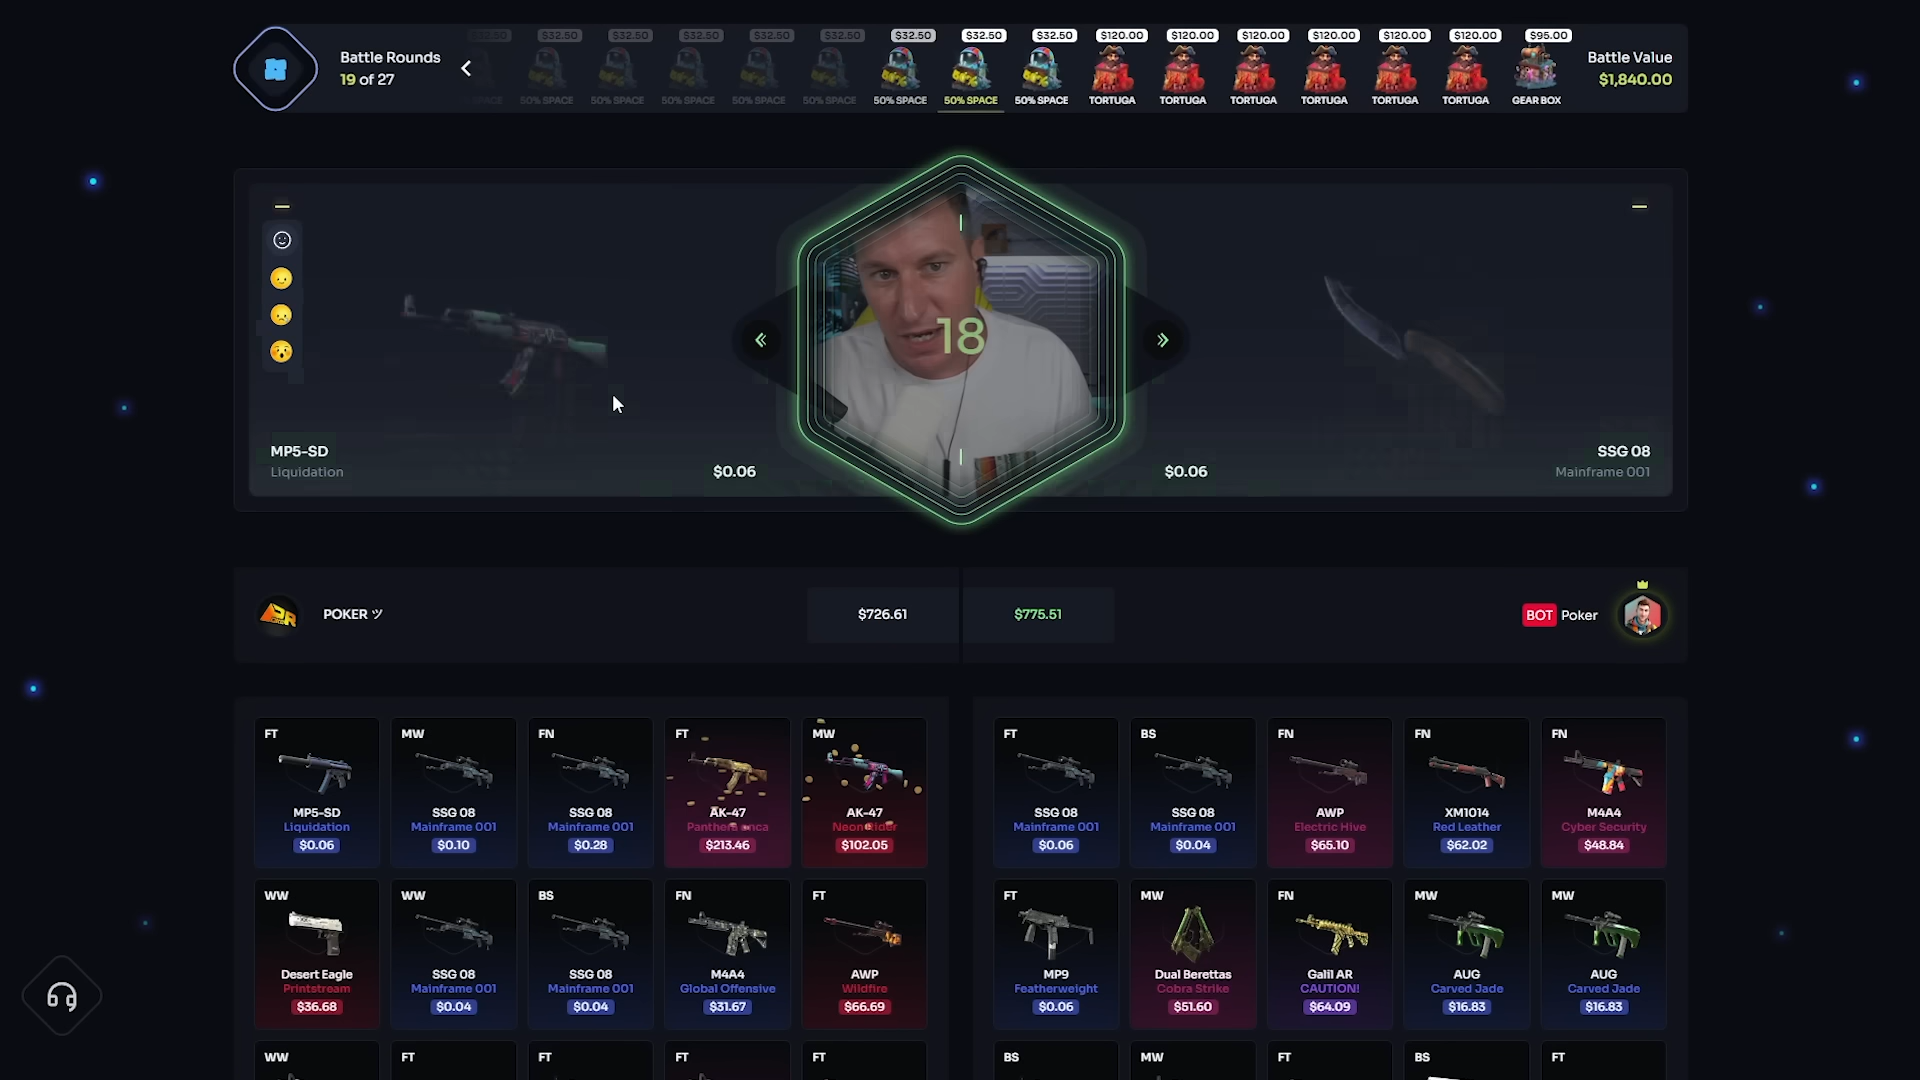 Battle Rounds
19 of 27
$32.50
$32.50
$32.50
$32.50
$32.50
$32.50
$32.50
$32.50
$32.50
$120.00
$120.00
$120.00
$120.00
$120.00
$120.00
$95.00
SPACE
50% SPACE
50% SPACE
50% SPACE
50% SPACE
50% SPACE
50% SPACE
50% SPACE
50% SPACE
TORTUGA
TORTUGA
TORTUGA
TORTUGA
TORTUGA
TORTUGA
GEAR BOX
Battle Value
$1,840.00
18
MP5-SD
Liquidation
$0.06
$0.06
SSG 08
Mainframe 001
POKER ツ
$726.61
$775.51
BOT Poker
FT
MP5-SD
Liquidation
$0.06
MW
SSG 08
Mainframe 001
$0.10
FN
SSG 08
Mainframe 001
$0.28
FT
AK-47
Panthera onca
$213.46
MW
AK-47
Neon Rider
$102.05
FT
SSG 08
Mainframe 001
$0.06
BS
SSG 08
Mainframe 001
$0.04
FN
AWP
Electric Hive
$65.10
FN
XM1014
Red Leather
$62.02
FN
M4A4
Cyber Security
$48.84
WW
Desert Eagle
Printstream
$36.68
WW
SSG 08
Mainframe 001
$0.04
BS
SSG 08
Mainframe 001
$0.04
FN
M4A4
Global Offensive
$31.67
FT
AWP
Wildfire
$66.69
FT
MP9
Featherweight
$0.06
MW
Dual Berettas
Cobra Strike
$51.60
FN
Galil AR
CAUTION!
$64.09
MW
AUG
Carved Jade
$16.83
MW
AUG
Carved Jade
$16.83
WW
FT
FT
FT
FT
BS
MW
FT
BS
FT